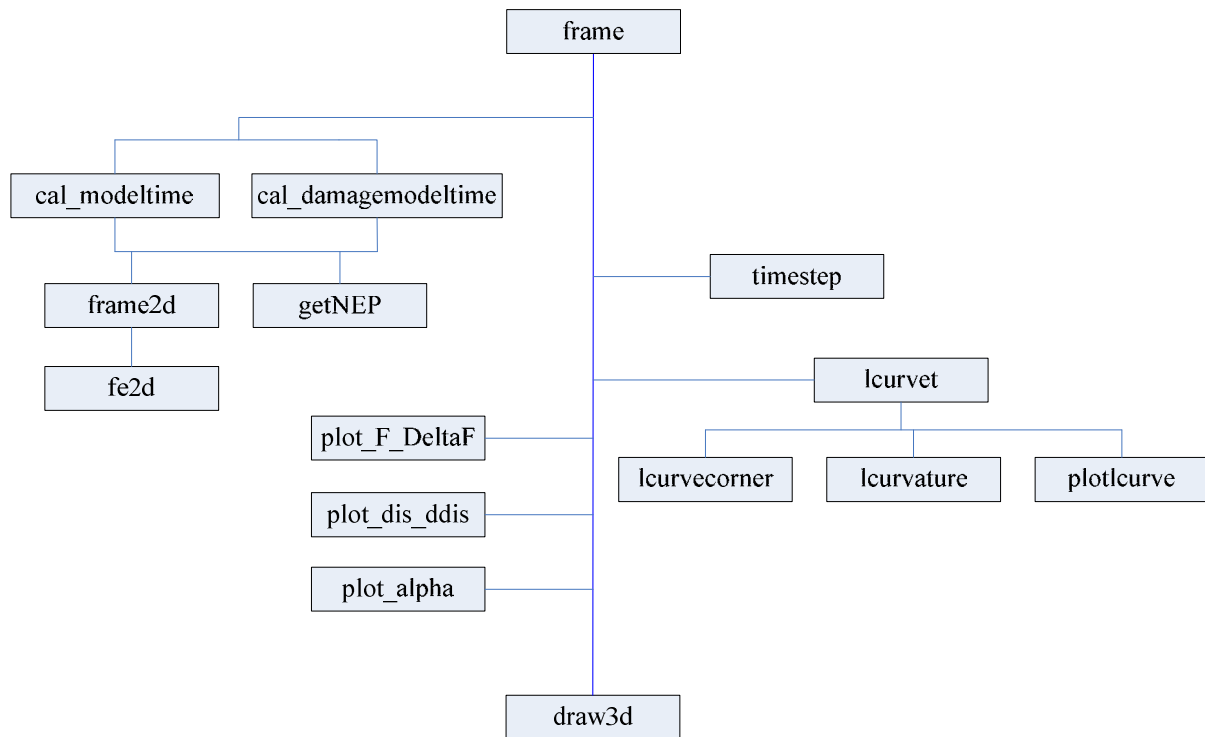 frame
cal_modeltime
cal_damagemodeltime
timestep
frame2d
getNEP
fe2d
lcurvet
plot_F_DeltaF
lcurvecorner
lcurvature
plotlcurve
plot_dis_ddis
plot_alpha
draw3d